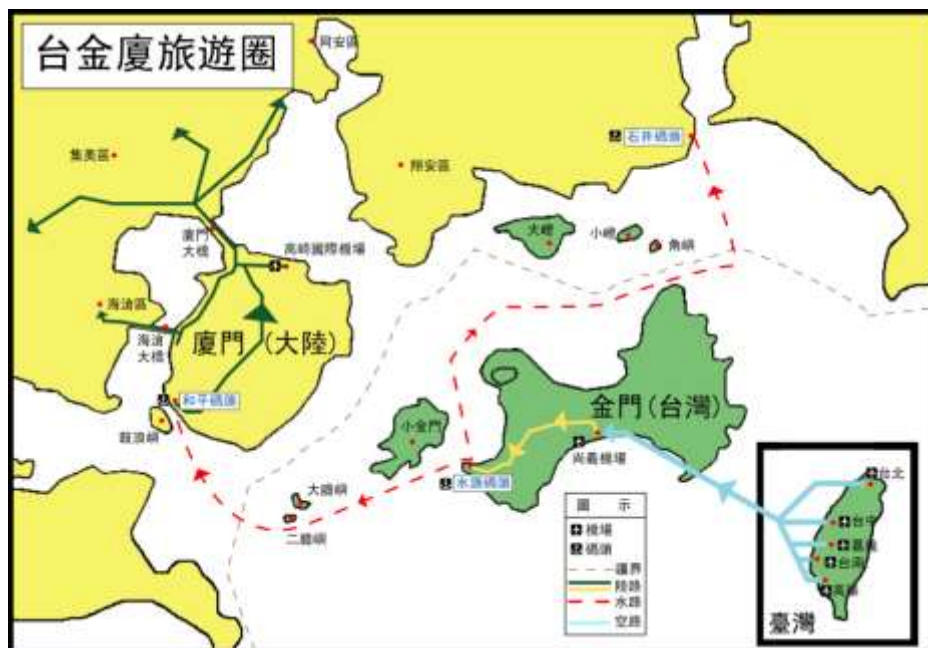 台金廈旅遊圈
同安區
石井碼頭
集美區
翔安區
大嶝
小嶝
角嶼
廈門
大橋
高崎國際機場
海滄區
海滄
大橋
廈門（大陸）
和平碼頭
鼓浪嶼
小金門
金門（台灣）
尚義機場
水頭碼頭
大膽嶼
二膽嶼
圖 示
機場
碼頭
疆界
陸路
水路
空路
台北
台中
嘉義
台南
高雄
臺灣